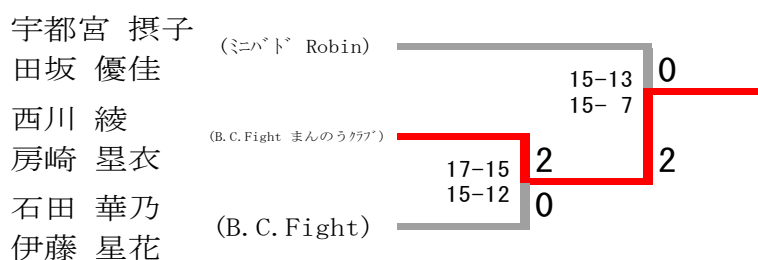 宇都宮 摂子
田坂 優佳
(ﾐﾆﾊﾞﾄﾞ Robin)
15-13
15- 7
0
2
西川 綾
房崎 塁衣
(B.C.Fight まんのうｸﾗﾌﾞ)
17-15
15-12
2
0
石田 華乃
伊藤 星花
(B.C.Fight)